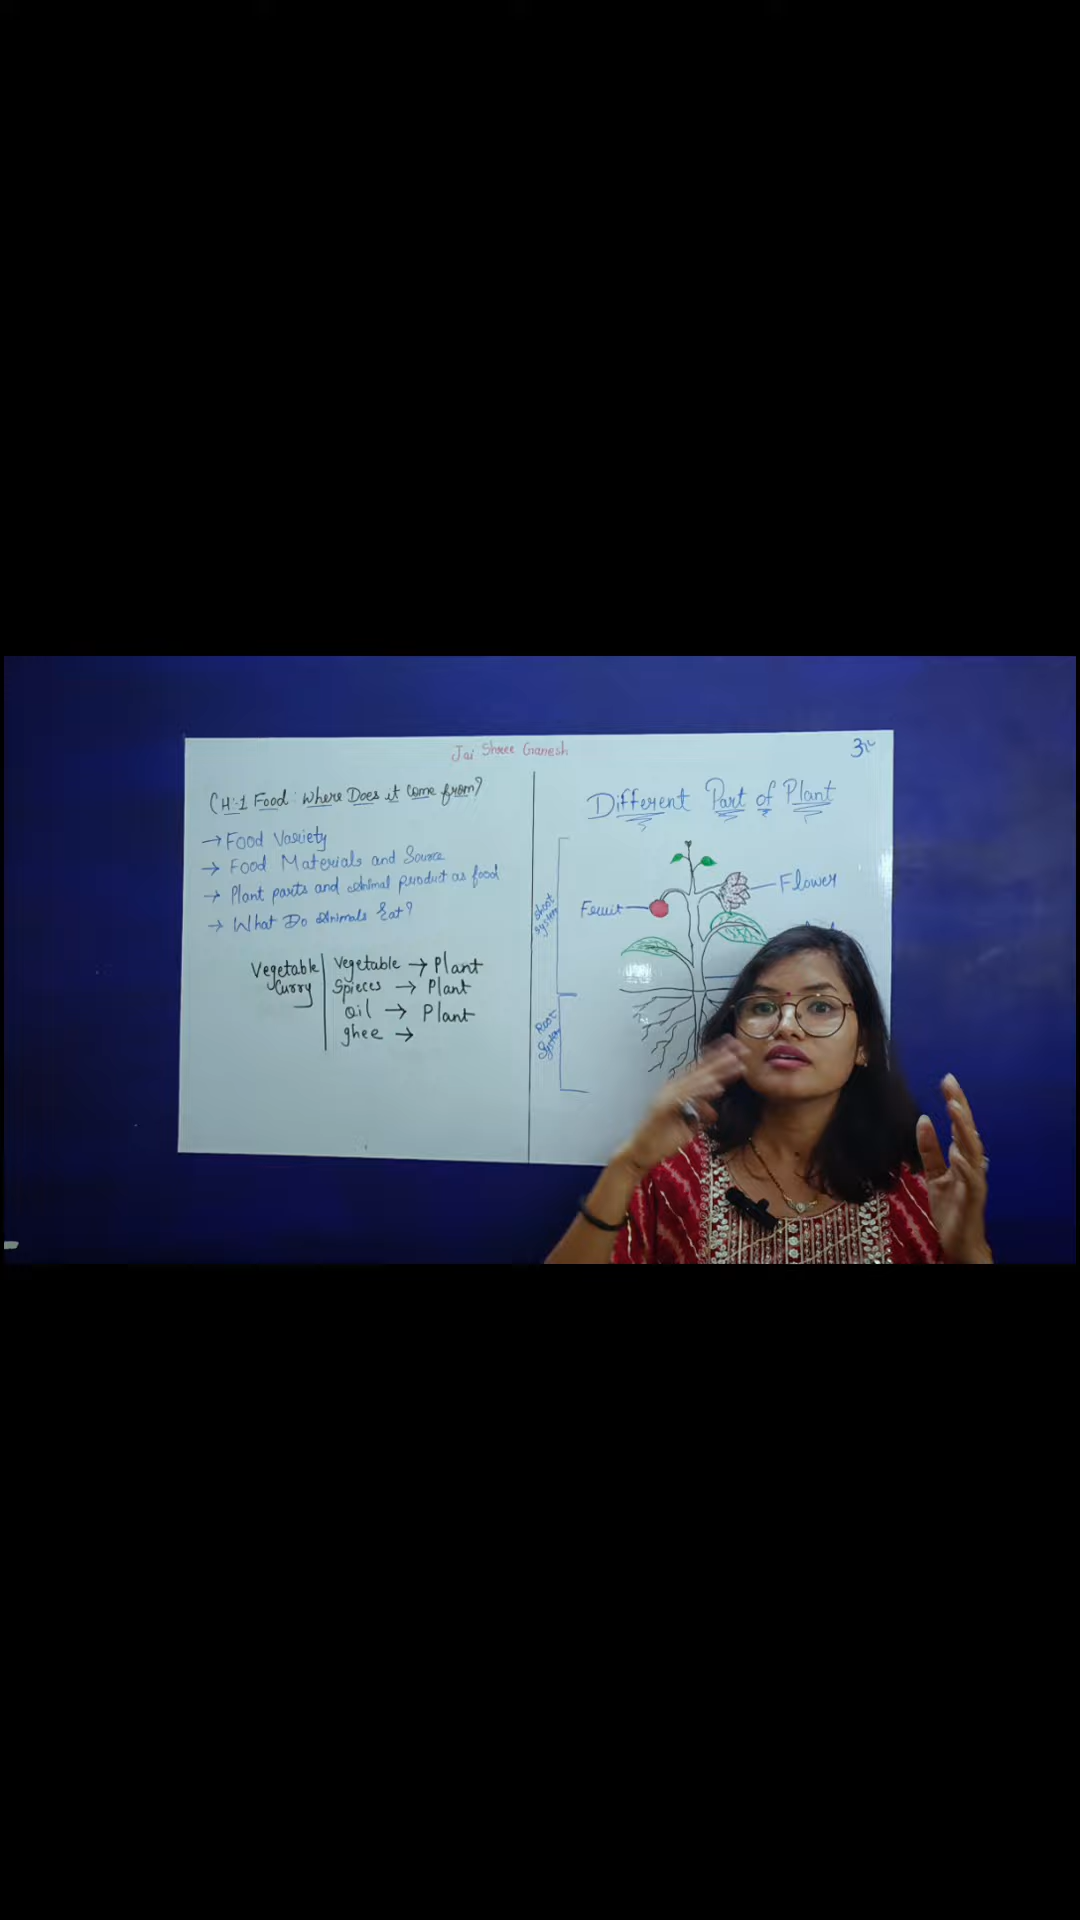 Jai Shree Ganesh
CH:-1 Food: Where Does it Come from?
→ Food Variety
→ Food Materials and Source
→ Plant parts and Animal product as food
→ What Do Animals Eat?
Vegetable Curry
Vegetable → Plant
Spieces → Plant
Oil → Plant
ghee →
Different Part of Plant
Shoot System
Flower
Fruit
Root